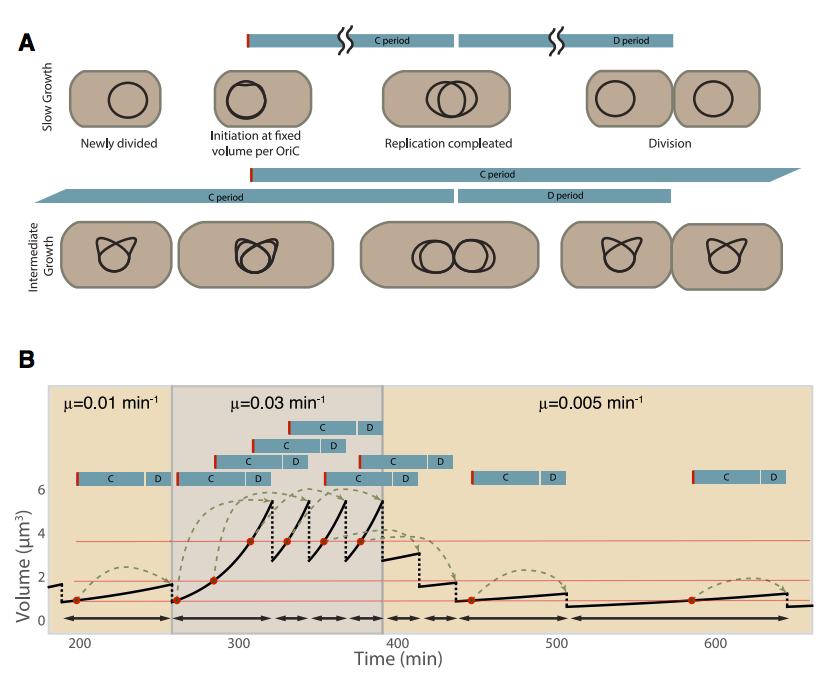 A
C period
D period
Slow Growth
Newly divided
Initiation at fixed
volume per OriC
Replication compleated
Division
C period
C period
D period
Intermediate
Growth
B
μ=0.01 min-1
μ=0.03 min-1
μ=0.005 min-1
C D
C D
C D
C D
C D C D C D C D C D C D
6
4
2
0
Volume (μm³)
200 300 400 500 600
Time (min)